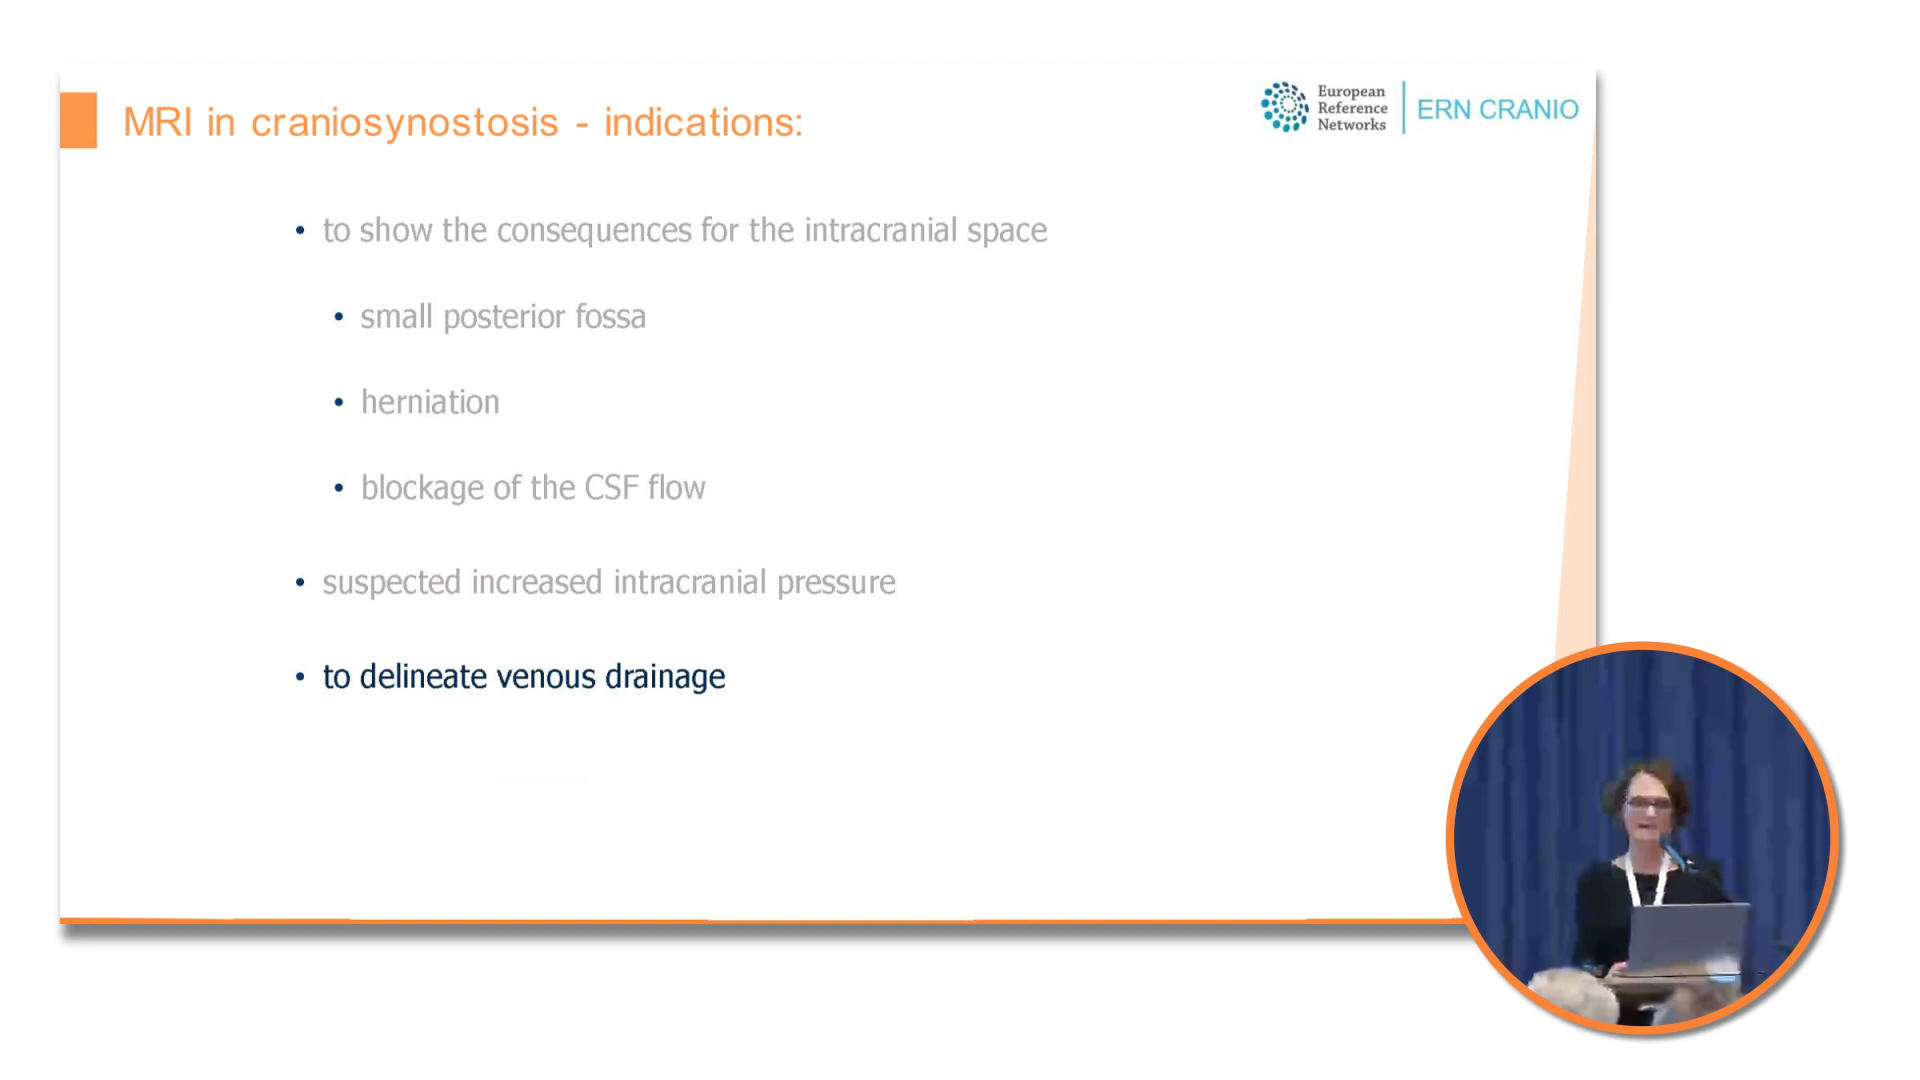 MRI in craniosynostosis - indications:
European
Reference
Networks
ERN CRANIO
• to show the consequences for the intracranial space
• small posterior fossa
• herniation
• blockage of the CSF flow
• suspected increased intracranial pressure
• to delineate venous drainage